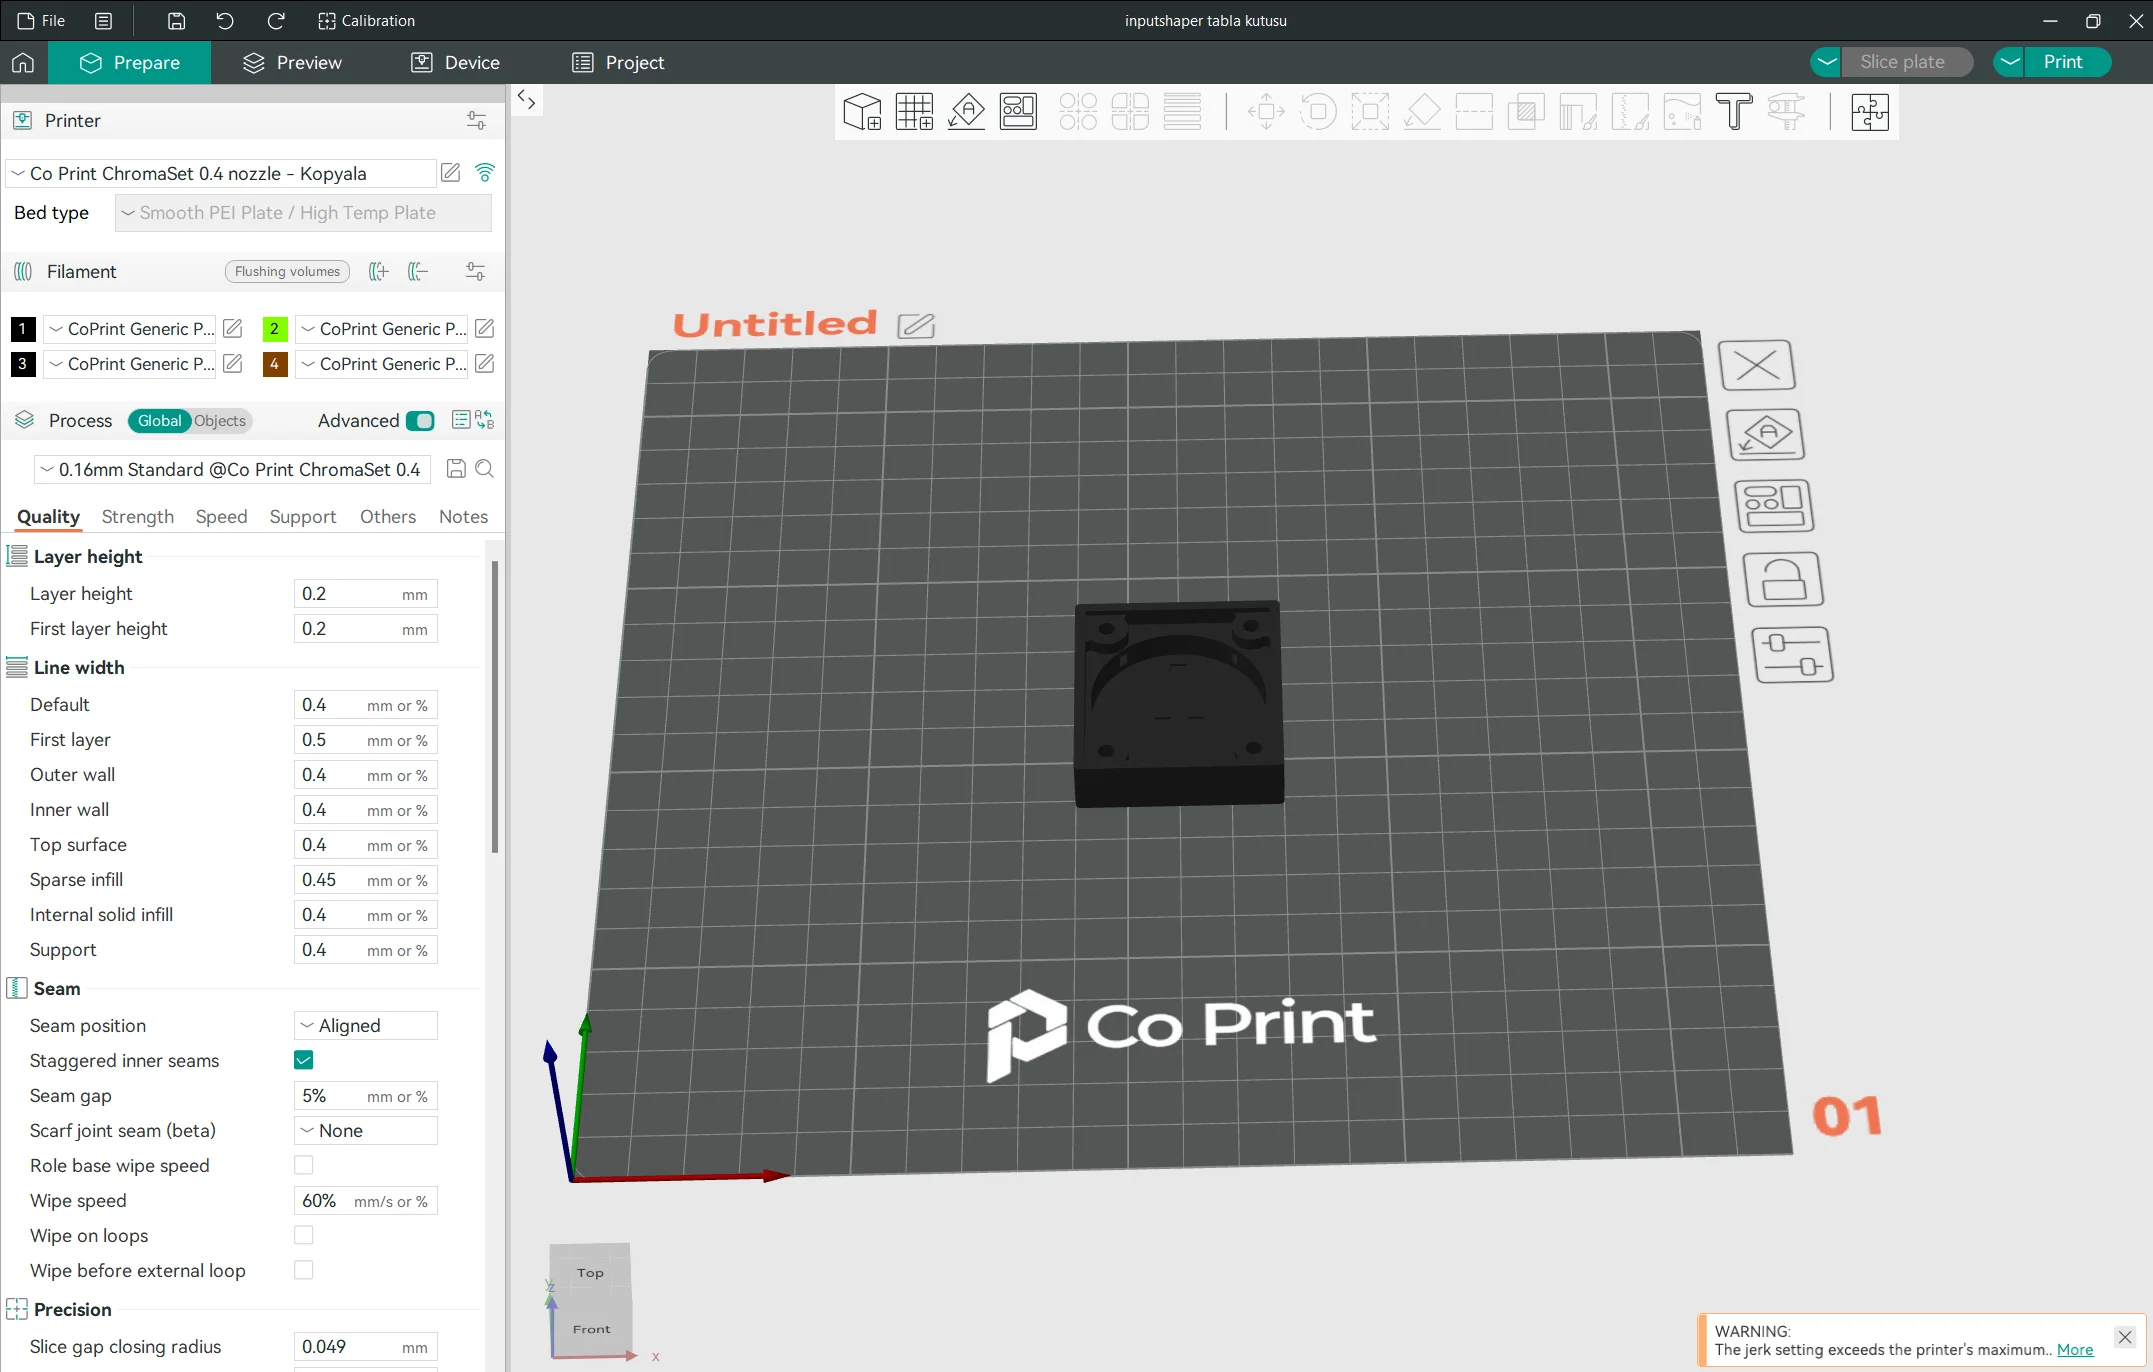 File
Calibration
inputshaper tabla kutusu
Prepare
Preview
Device
Project
Slice plate
Print
Printer
Co Print ChromaSet 0.4 nozzle - Kopyala
Bed type
Smooth PEI Plate / High Temp Plate
Filament
Flushing volumes
1 CoPrint Generic P...
2 CoPrint Generic P...
3 CoPrint Generic P...
4 CoPrint Generic P...
Process
Global Objects
Advanced
0.16mm Standard @Co Print ChromaSet 0.4
Quality Strength Speed Support Others Notes
Layer height
Layer height 0.2 mm
First layer height 0.2 mm
Line width
Default 0.4 mm or %
First layer 0.5 mm or %
Outer wall 0.4 mm or %
Inner wall 0.4 mm or %
Top surface 0.4 mm or %
Sparse infill 0.45 mm or %
Internal solid infill 0.4 mm or %
Support 0.4 mm or %
Seam
Seam position Aligned
Staggered inner seams
Seam gap 5% mm or %
Scarf joint seam (beta) None
Role base wipe speed
Wipe speed 60% mm/s or %
Wipe on loops
Wipe before external loop
Precision
Slice gap closing radius 0.049 mm
Untitled
Co Print
01
Top
Front
z
x
WARNING:
The jerk setting exceeds the printer's maximum.. More